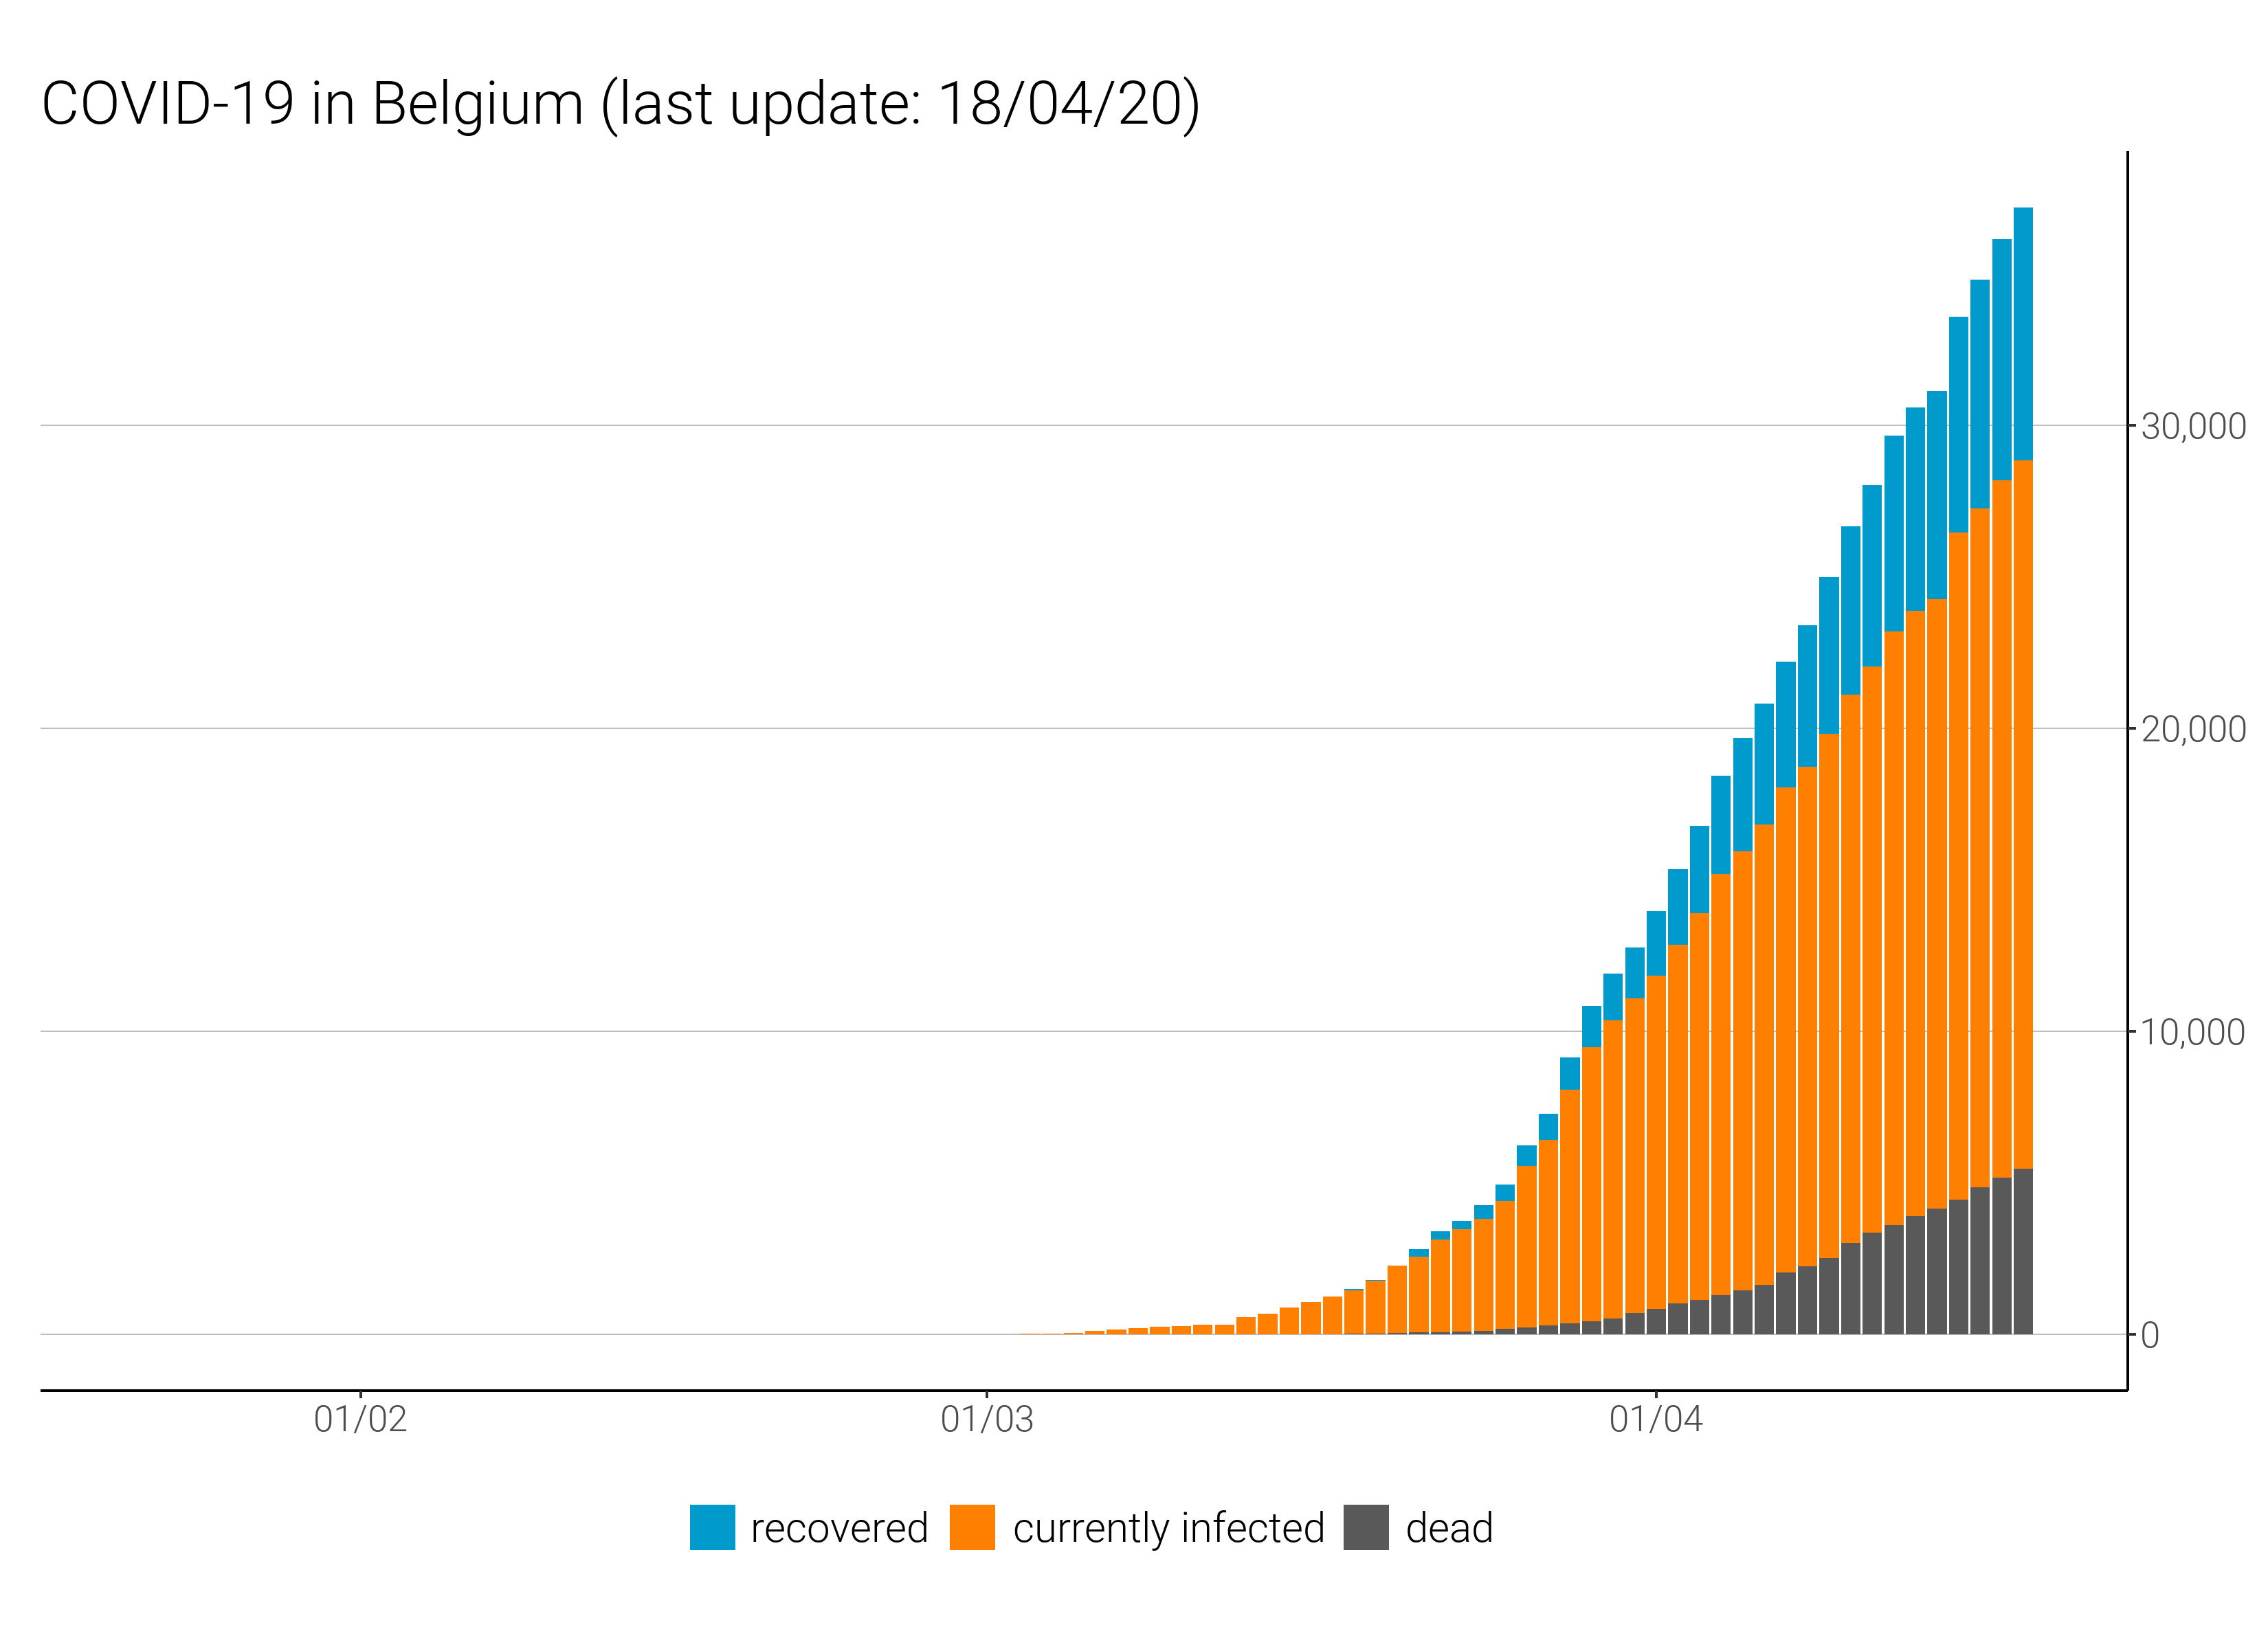 COVID-19 in Belgium (last update: 18/04/20)
30,000
20,000
10,000
0
01/02 01/03 01/04
recovered currently infected dead